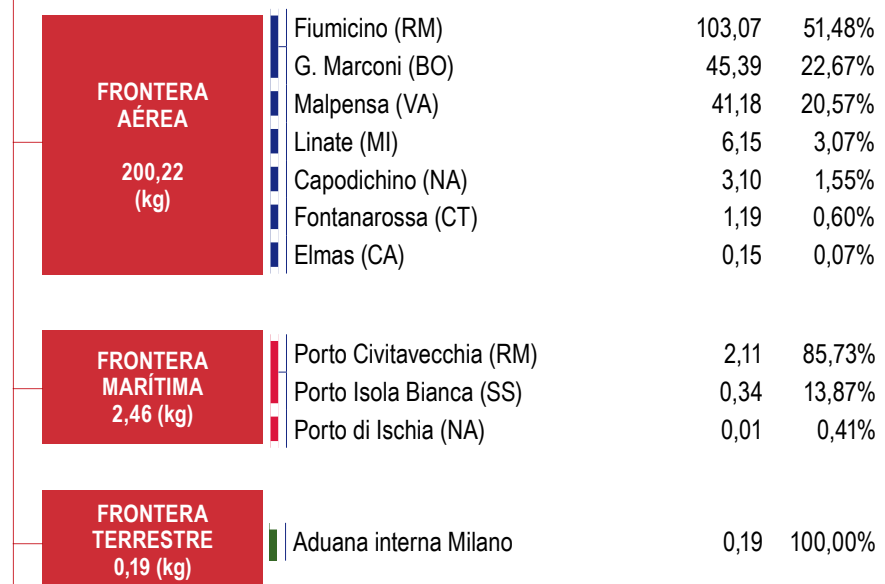 FRONTERA
AÉREA
200,22
(kg)
Fiumicino (RM) 103,07 51,48%
G. Marconi (BO) 45,39 22,67%
Malpensa (VA) 41,18 20,57%
Linate (MI) 6,15 3,07%
Capodichino (NA) 3,10 1,55%
Fontanarossa (CT) 1,19 0,60%
Elmas (CA) 0,15 0,07%
FRONTERA
MARÍTIMA
2,46 (kg)
Porto Civitavecchia (RM) 2,11 85,73%
Porto Isola Bianca (SS) 0,34 13,87%
Porto di Ischia (NA) 0,01 0,41%
FRONTERA
TERRESTRE
0,19 (kg)
Aduana interna Milano 0,19 100,00%